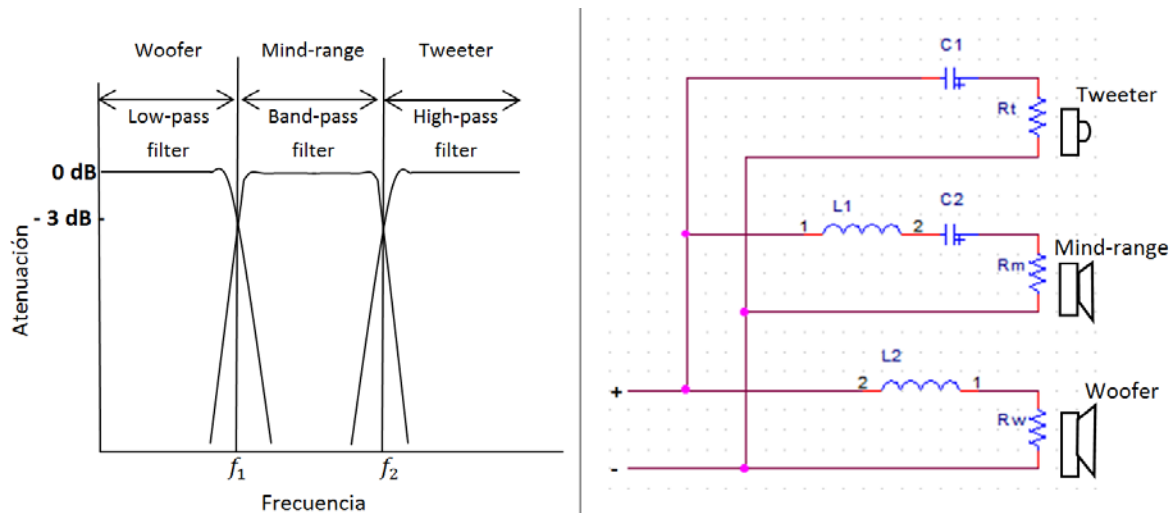 Woofer
Mind-range
Tweeter
Low-pass
filter
Band-pass
filter
High-pass
filter
0 dB
- 3 dB -
Atenuación
f₁
f₂
Frecuencia
C1
Rt
Tweeter
L1
1
2
C2
Rm
Mind-range
L2
2
1
+
Rw
Woofer
-